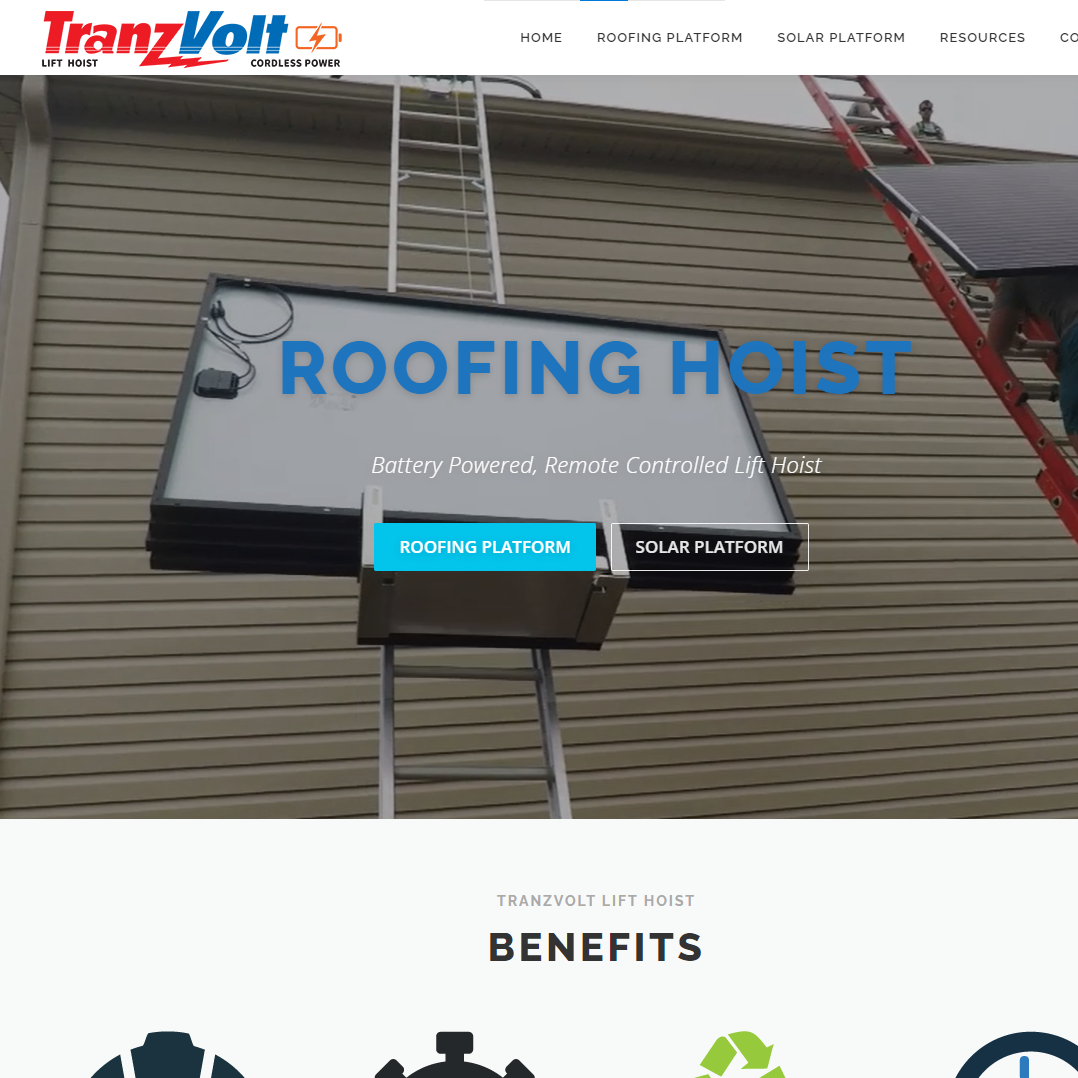 TranzVolt
LIFT HOIST CORDLESS POWER
HOME ROOFING PLATFORM SOLAR PLATFORM RESOURCES CO
ROOFING HOIST
Battery Powered, Remote Controlled Lift Hoist
ROOFING PLATFORM SOLAR PLATFORM
TRANZVOLT LIFT HOIST
BENEFITS